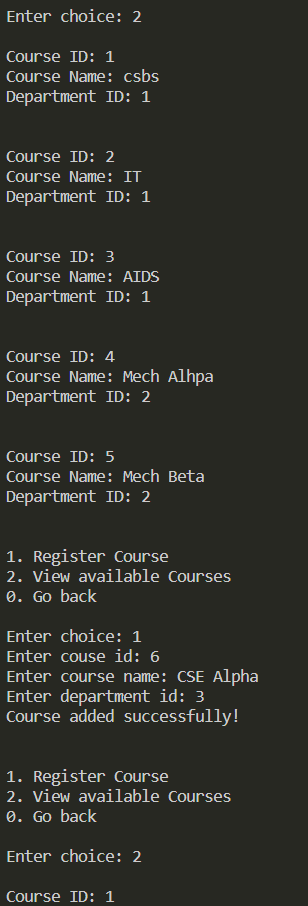 Enter choice: 2
Course ID: 1
Course Name: csbs
Department ID: 1
Course ID: 2
Course Name: IT
Department ID: 1
Course ID: 3
Course Name: AIDS
Department ID: 1
Course ID: 4
Course Name: Mech Alhpa
Department ID: 2
Course ID: 5
Course Name: Mech Beta
Department ID: 2
1. Register Course
2. View available Courses
0. Go back
Enter choice: 1
Enter couse id: 6
Enter course name: CSE Alpha
Enter department id: 3
Course added successfully!
1. Register Course
2. View available Courses
0. Go back
Enter choice: 2
Course ID: 1